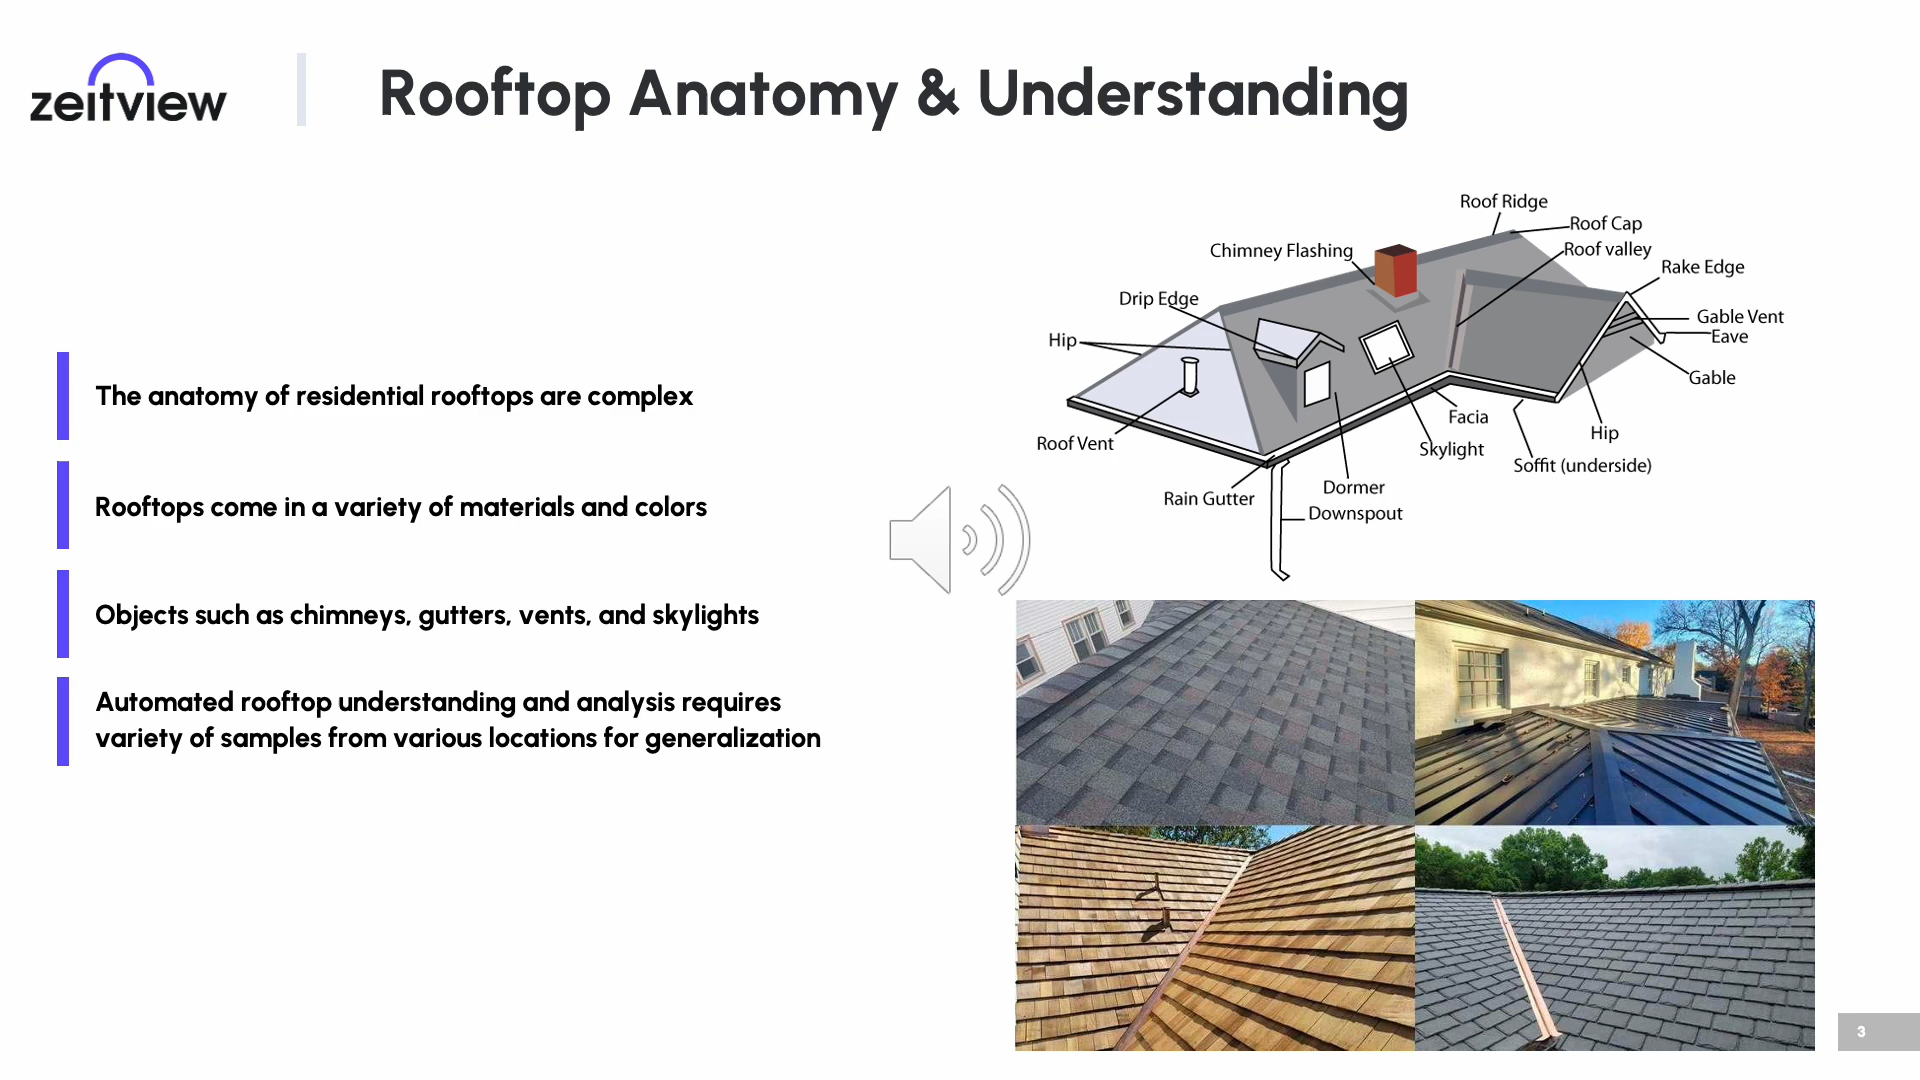 zeitview
Rooftop Anatomy & Understanding
The anatomy of residential rooftops are complex
Rooftops come in a variety of materials and colors
Objects such as chimneys, gutters, vents, and skylights
Automated rooftop understanding and analysis requires
variety of samples from various locations for generalization
Roof Ridge
Roof Cap
Chimney Flashing
Roof valley
Rake Edge
Drip Edge
Gable Vent
Hip
Eave
Gable
Facia
Roof Vent
Hip
Skylight
Soffit (underside)
Dormer
Rain Gutter
Downspout
3